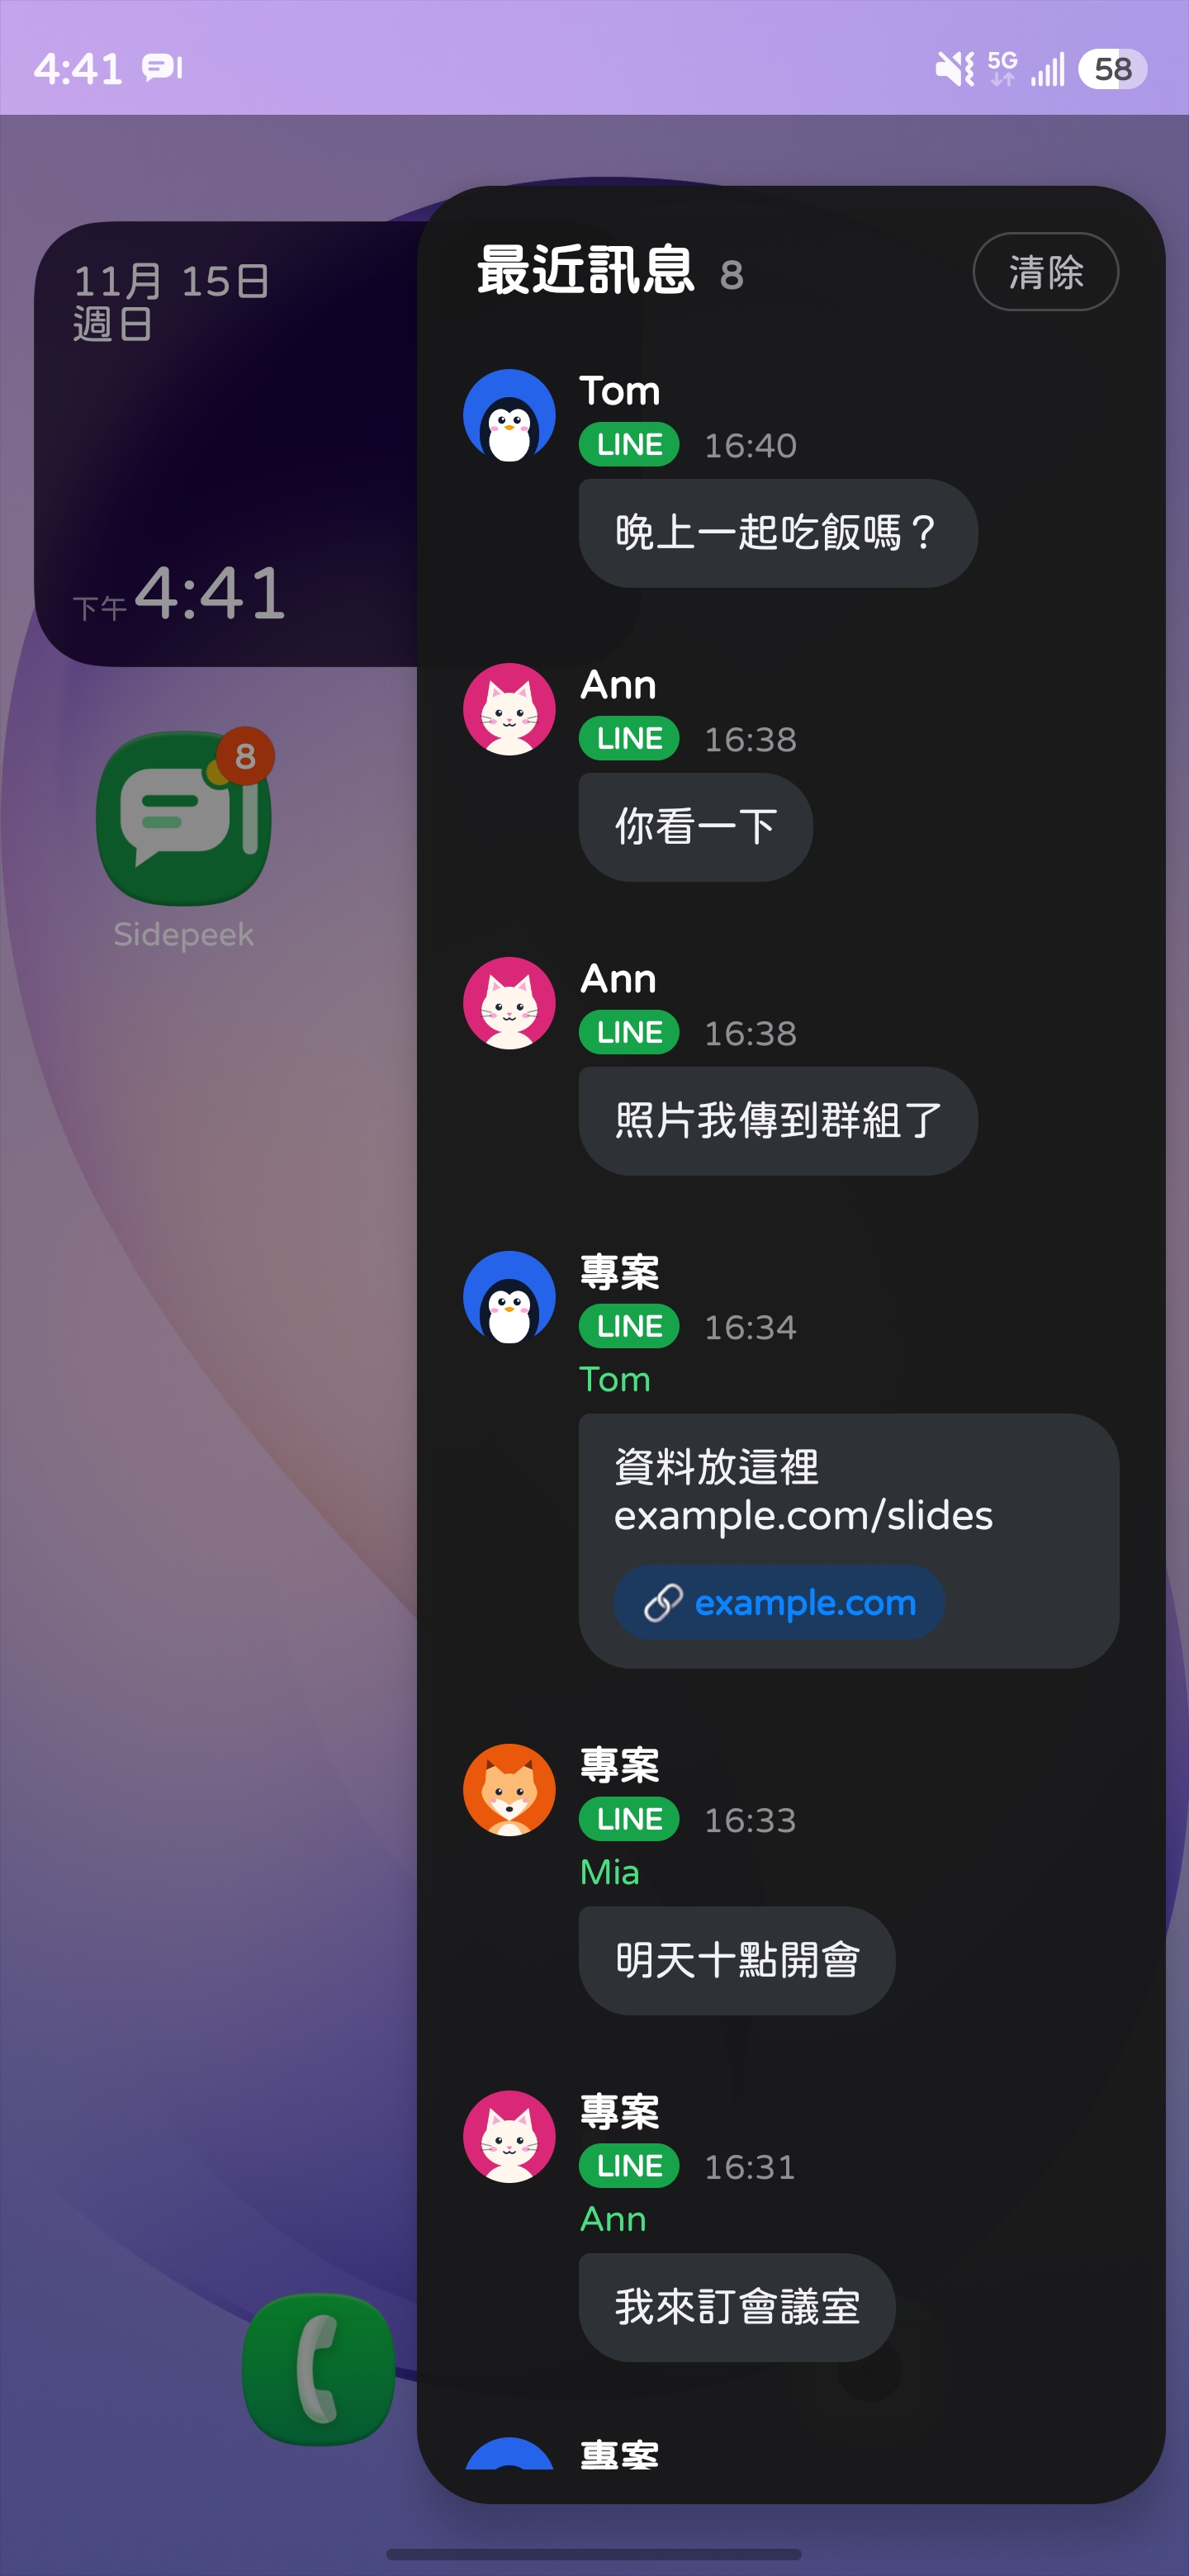 4:41
5G
58
11月 15日
週日
下午 4:41
8
Sidepeek
最近訊息 8
清除
Tom
LINE 16:40
晚上一起吃飯嗎？
Ann
LINE 16:38
你看一下
Ann
LINE 16:38
照片我傳到群組了
專案
LINE 16:34
Tom
資料放這裡
example.com/slides
example.com
專案
LINE 16:33
Mia
明天十點開會
專案
LINE 16:31
Ann
我來訂會議室
專案